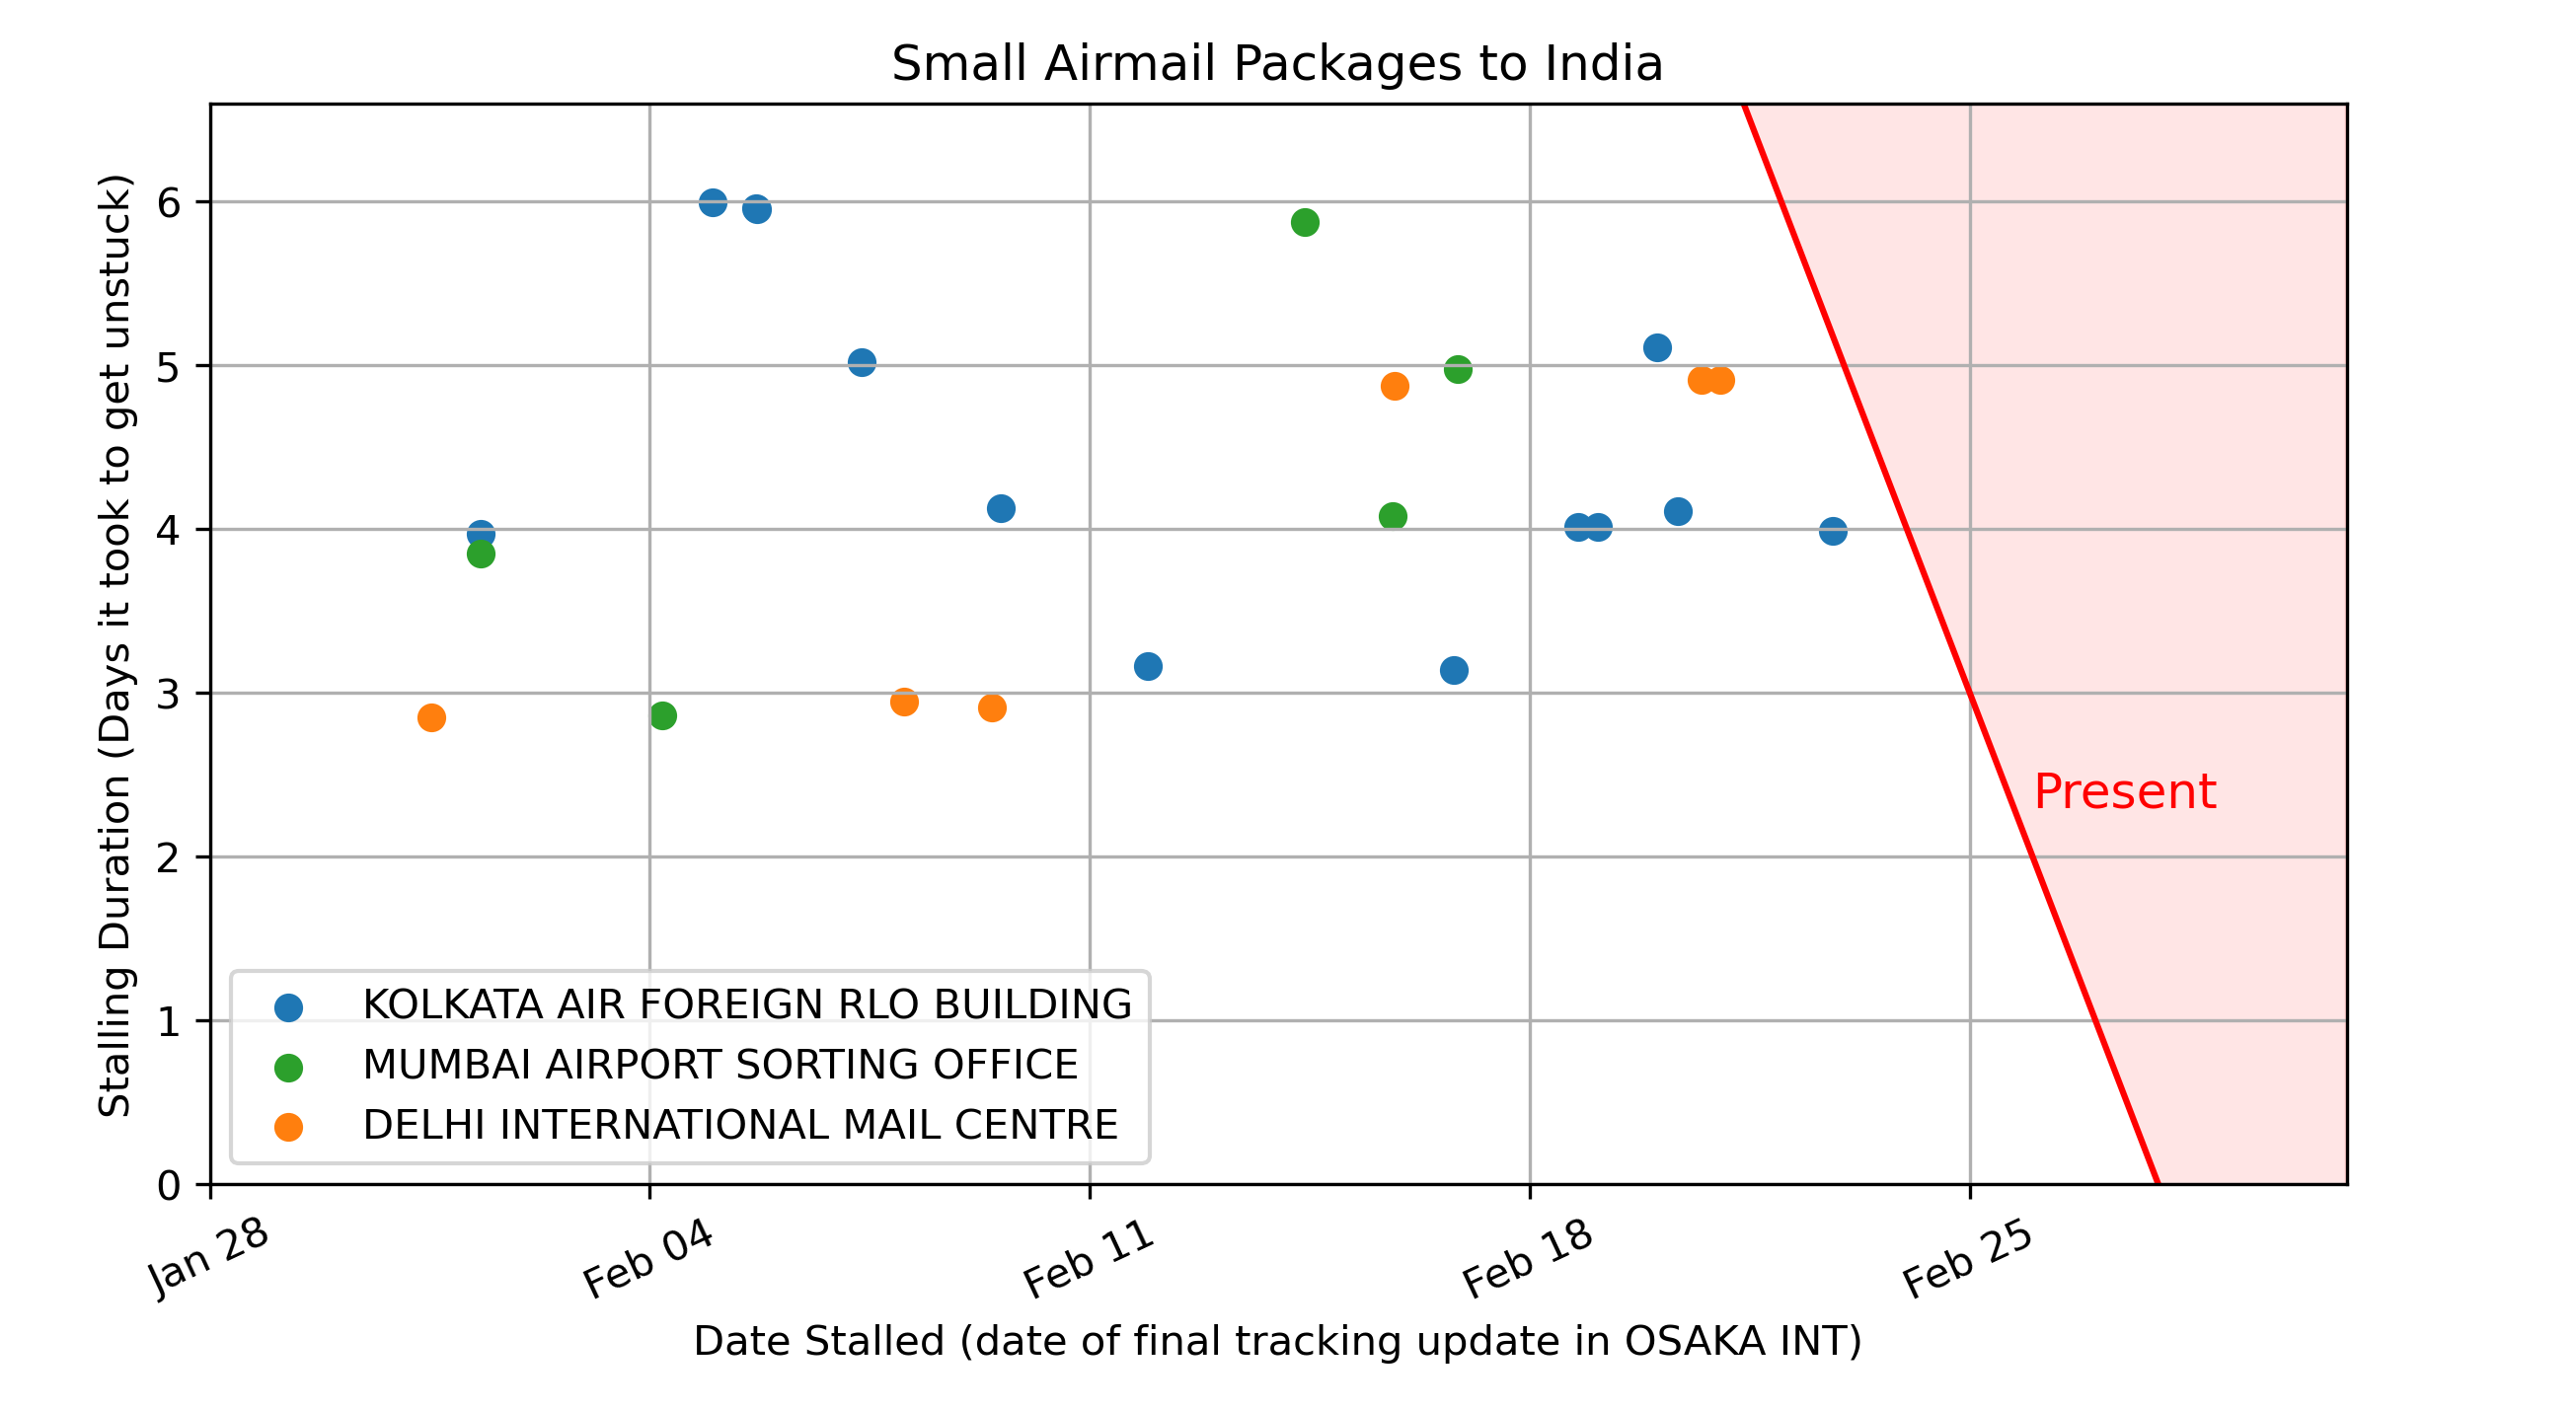 Small Airmail Packages to India
Stalling Duration (Days it took to get unstuck)
6
5
4
3
2
1
0
Present
KOLKATA AIR FOREIGN RLO BUILDING
MUMBAI AIRPORT SORTING OFFICE
DELHI INTERNATIONAL MAIL CENTRE
Jan 28
Feb 04
Feb 11
Feb 18
Feb 25
Date Stalled (date of final tracking update in OSAKA INT)